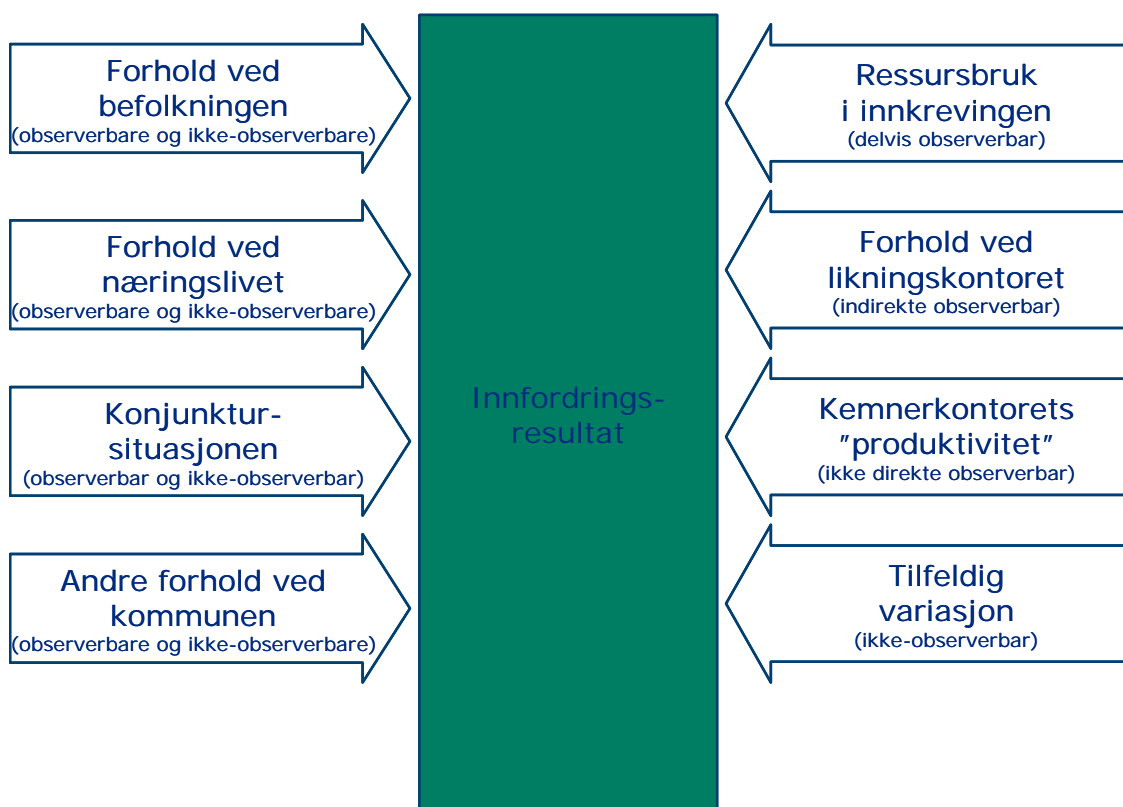 Forhold ved
befolkningen
(observerbare og ikke-observerbare)
Forhold ved
næringslivet
(observerbare og ikke-observerbare)
Konjunktur-
situasjonen
(observerbar og ikke-observerbar)
Andre forhold ved
kommunen
(observerbare og ikke-observerbare)
Innfordrings-
resultat
Ressursbruk
i innkrevingen
(delvis observerbar)
Forhold ved
likningskontoret
(indirekte observerbar)
Kemnerkontorets
”produktivitet”
(ikke direkte observerbar)
Tilfeldig
variasjon
(ikke-observerbar)